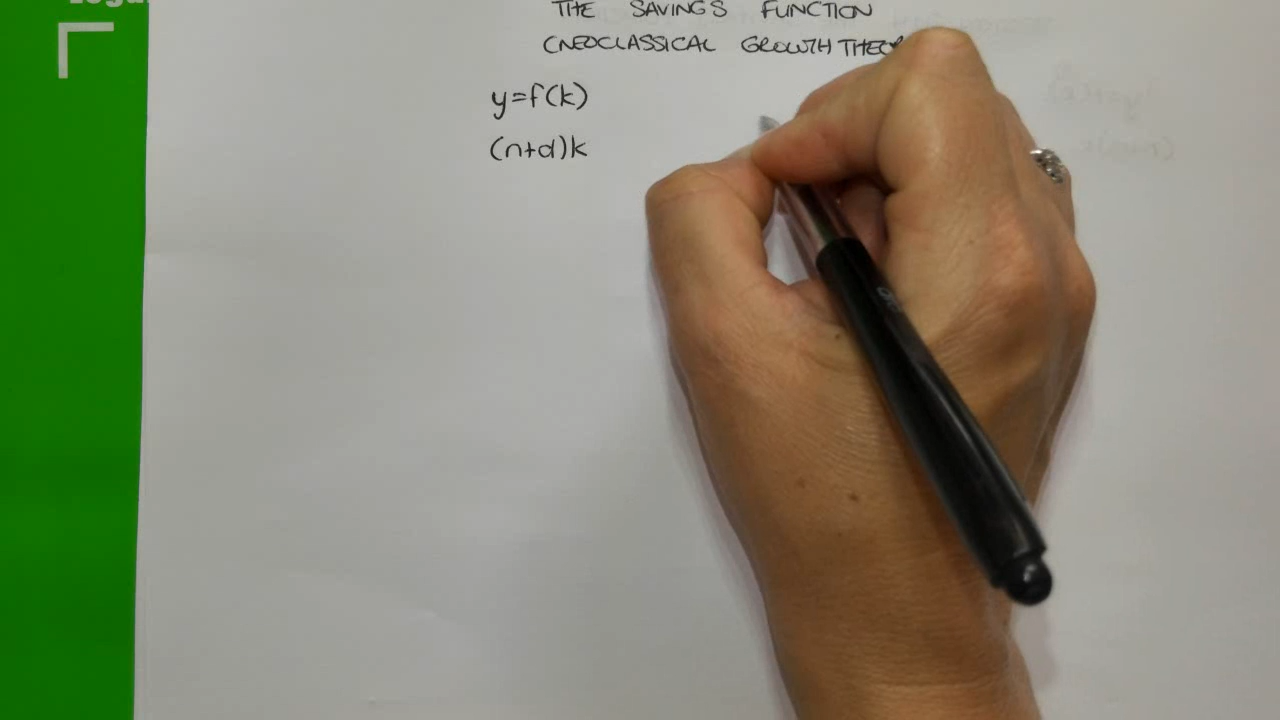 THE SAVINGS FUNCTION
(NEOCLASSICAL GROWTH
y=f(k)
(n+d)k